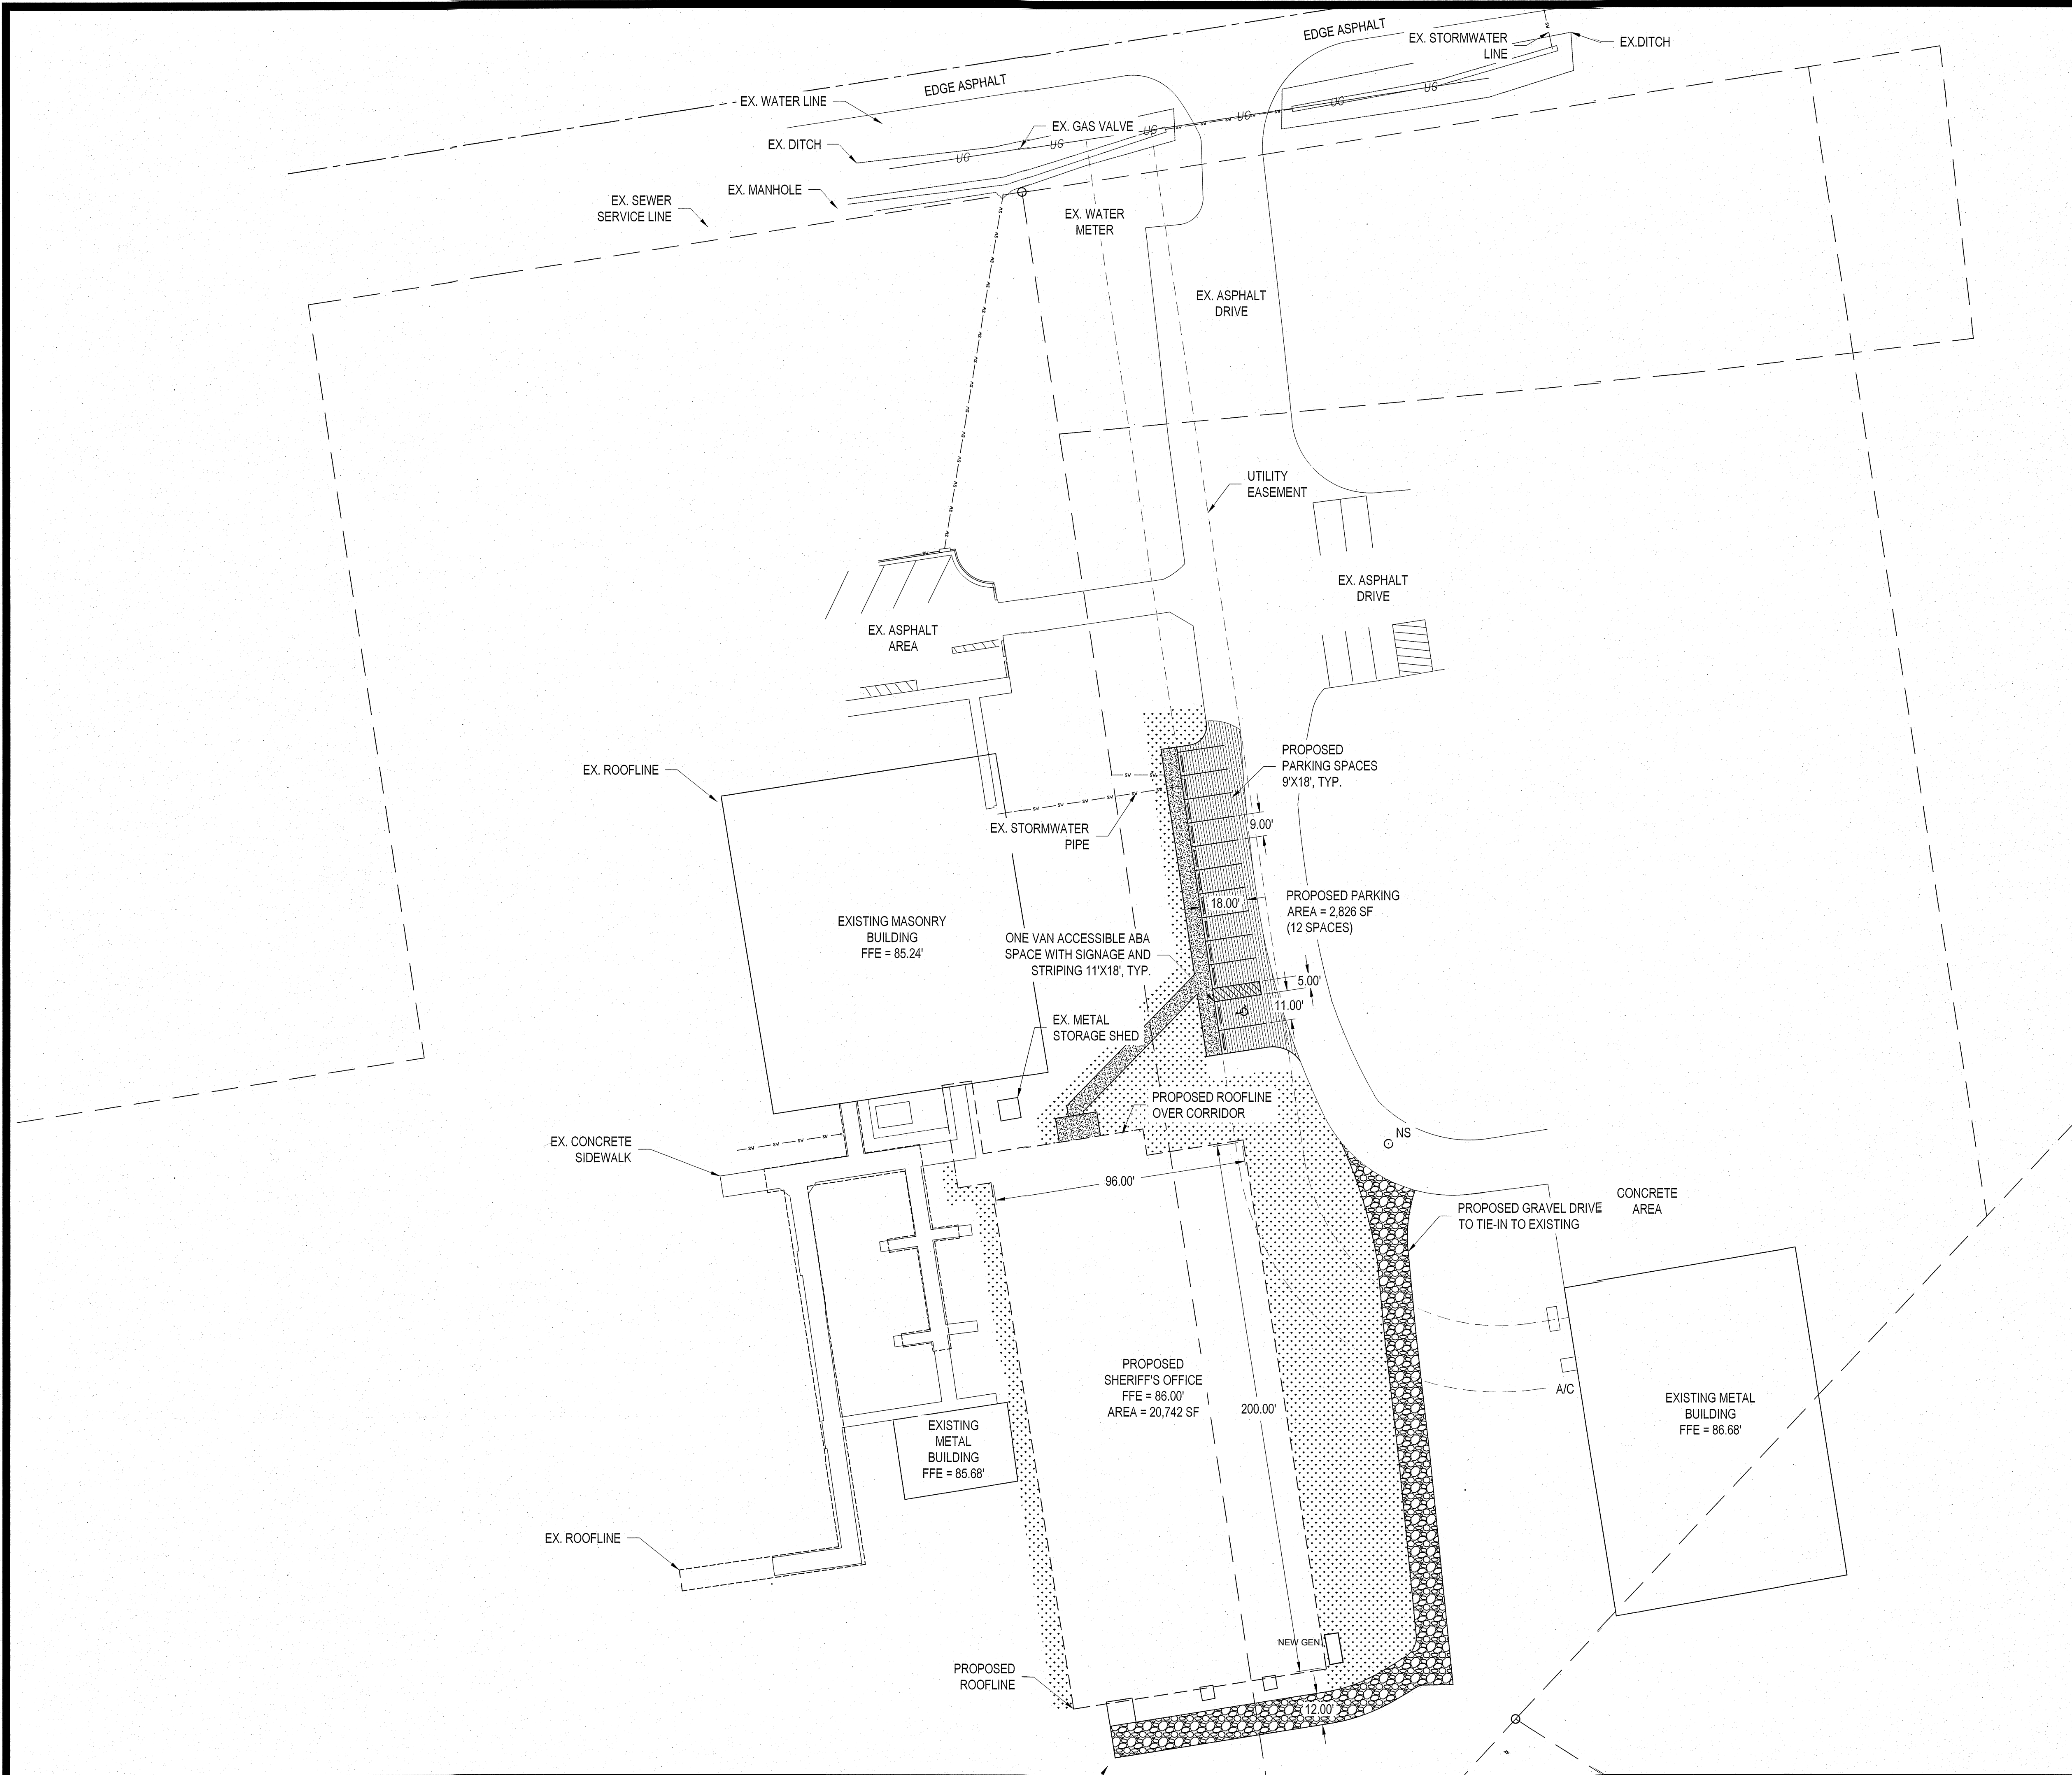 EDGE ASPHALT
EX. STORMWATER
LINE
EX.DITCH
EDGE ASPHALT
EX. WATER LINE
UG
UG
UG
EX. GAS VALVE
UG
EX. DITCH
UG
UG
EX. MANHOLE
EX. SEWER
SERVICE LINE
EX. WATER
METER
EX. ASPHALT
DRIVE
UTILITY
EASEMENT
EX. ASPHALT
DRIVE
EX. ASPHALT
AREA
PROPOSED
PARKING SPACES
9'X18', TYP.
EX. ROOFLINE
EX. STORMWATER
PIPE
9.00'
18.00'
PROPOSED PARKING
AREA = 2,826 SF
(12 SPACES)
EXISTING MASONRY
BUILDING
FFE = 85.24'
ONE VAN ACCESSIBLE ABA
SPACE WITH SIGNAGE AND
STRIPING 11'X18', TYP.
5.00'
11.00'
EX. METAL
STORAGE SHED
PROPOSED ROOFLINE
OVER CORRIDOR
NS
EX. CONCRETE
SIDEWALK
96.00'
CONCRETE
AREA
PROPOSED GRAVEL DRIVE
TO TIE-IN TO EXISTING
PROPOSED
SHERIFF'S OFFICE
FFE = 86.00'
AREA = 20,742 SF
200.00'
A/C
EXISTING METAL
BUILDING
FFE = 86.68'
EXISTING
METAL
BUILDING
FFE = 85.68'
EX. ROOFLINE
NEW GEN.
PROPOSED
ROOFLINE
12.00'